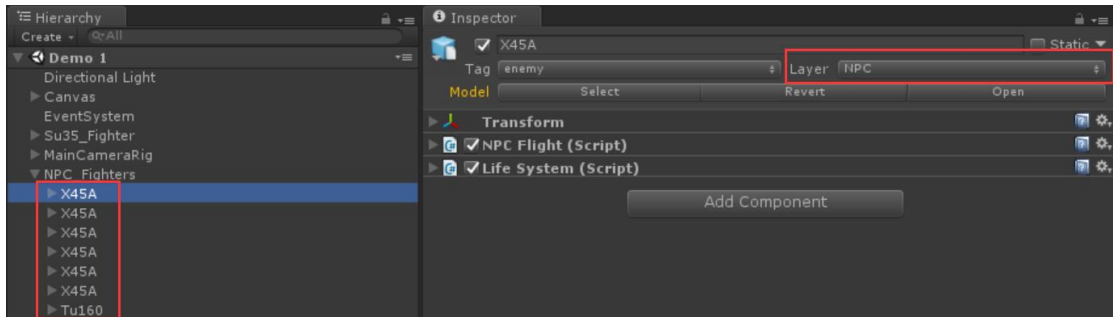 Hierarchy
Create
All
Demo 1
Directional Light
Canvas
EventSystem
Su35_Fighter
MainCameraRig
NPC_Fighters
X45A
X45A
X45A
X45A
X45A
X45A
Tu160
Inspector
X45A Static
Tag enemy Layer NPC
Model Select Revert Open
Transform
NPC Flight (Script)
Life System (Script)
Add Component